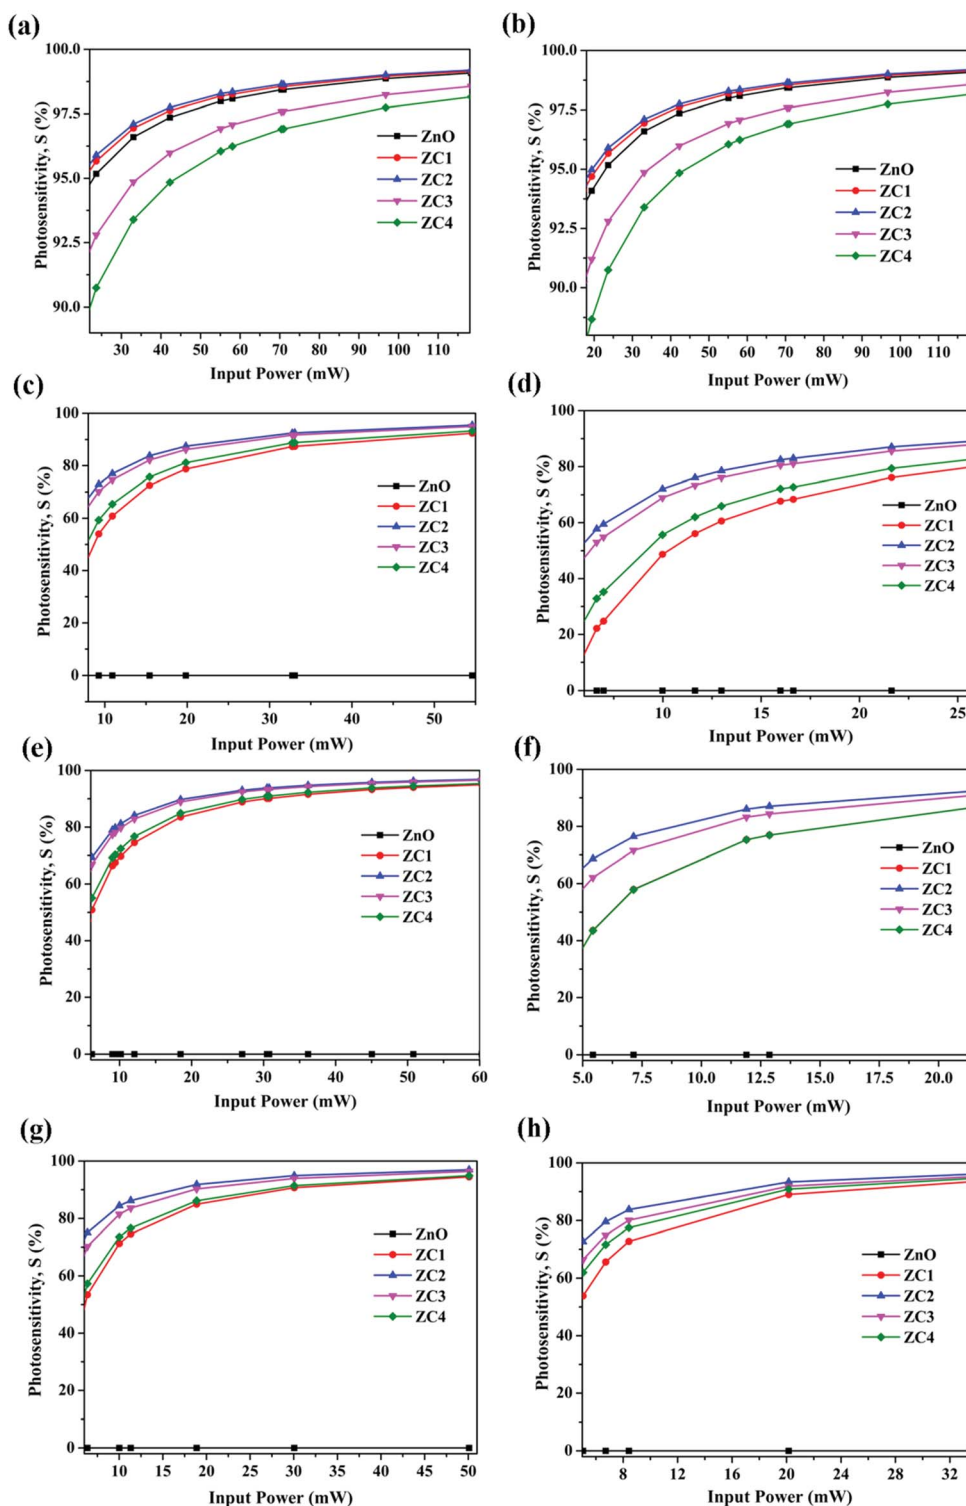 (a)
100.0
97.5
95.0
92.5
90.0
Photosensitivity, S (%)
ZnO
ZC1
ZC2
ZC3
ZC4
30 40 50 60 70 80 90 100 110
Input Power (mW)
(b)
100.0
97.5
95.0
92.5
90.0
Photosensitivity, S (%)
ZnO
ZC1
ZC2
ZC3
ZC4
20 30 40 50 60 70 80 90 100 110
Input Power (mW)
(c)
100
80
60
40
20
0
Photosensitivity, S (%)
ZnO
ZC1
ZC2
ZC3
ZC4
10 20 30 40 50
Input Power (mW)
(d)
100
80
60
40
20
0
Photosensitivity, S (%)
ZnO
ZC1
ZC2
ZC3
ZC4
10 15 20 25
Input Power (mW)
(e)
100
80
60
40
20
0
Photosensitivity, S (%)
ZnO
ZC1
ZC2
ZC3
ZC4
10 20 30 40 50 60
Input Power (mW)
(f)
100
80
60
40
20
0
Photosensitivity, S (%)
ZnO
ZC1
ZC2
ZC3
ZC4
5.0 7.5 10.0 12.5 15.0 17.5 20.0
Input Power (mW)
(g)
100
80
60
40
20
0
Photosensitivity, S (%)
ZnO
ZC1
ZC2
ZC3
ZC4
10 20 30 40 50
Input Power (mW)
(h)
100
80
60
40
20
0
Photosensitivity, S (%)
ZnO
ZC1
ZC2
ZC3
ZC4
8 12 16 20 24 28 32
Input Power (mW)